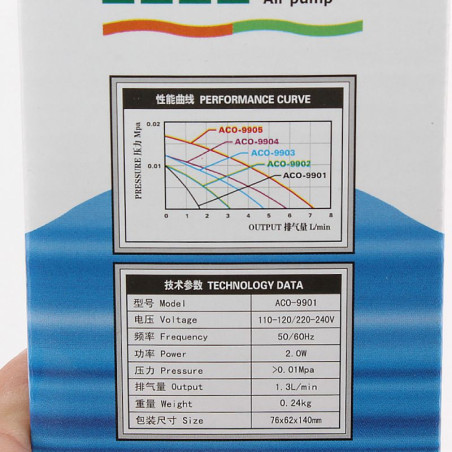 Air pump
性能曲线 PERFORMANCE CURVE
0.02
ACO-9905
ACO-9904
ACO-9903
ACO-9902
ACO-9901
0.01
PRESSURE 压力 Mpa
0 1 2 3 4 5 6 7 8
OUTPUT 排气量 L/min
技术参数 TECHNOLOGY DATA
型号 Model ACO-9901
电压 Voltage 110-120/220-240V
频率 Frequency 50/60Hz
功率 Power 2.0W
压力 Pressure >0.01Mpa
排气量 Output 1.3L/min
重量 Weight 0.24kg
包装尺寸 Size 76x62x140mm